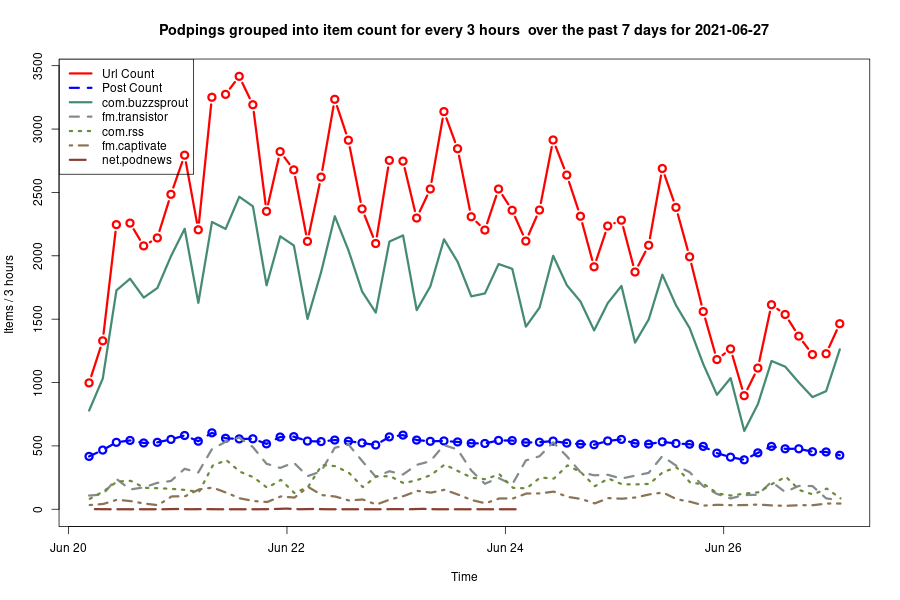 Podpings grouped into item count for every 3 hours  over the past 7 days for 2021-06-27
Url Count
Post Count
com.buzzsprout
fm.transistor
com.rss
fm.captivate
net.podnews
Items / 3 hours
3500
3000
2500
2000
1500
1000
500
0
Jun 20
Jun 22
Jun 24
Jun 26
Time